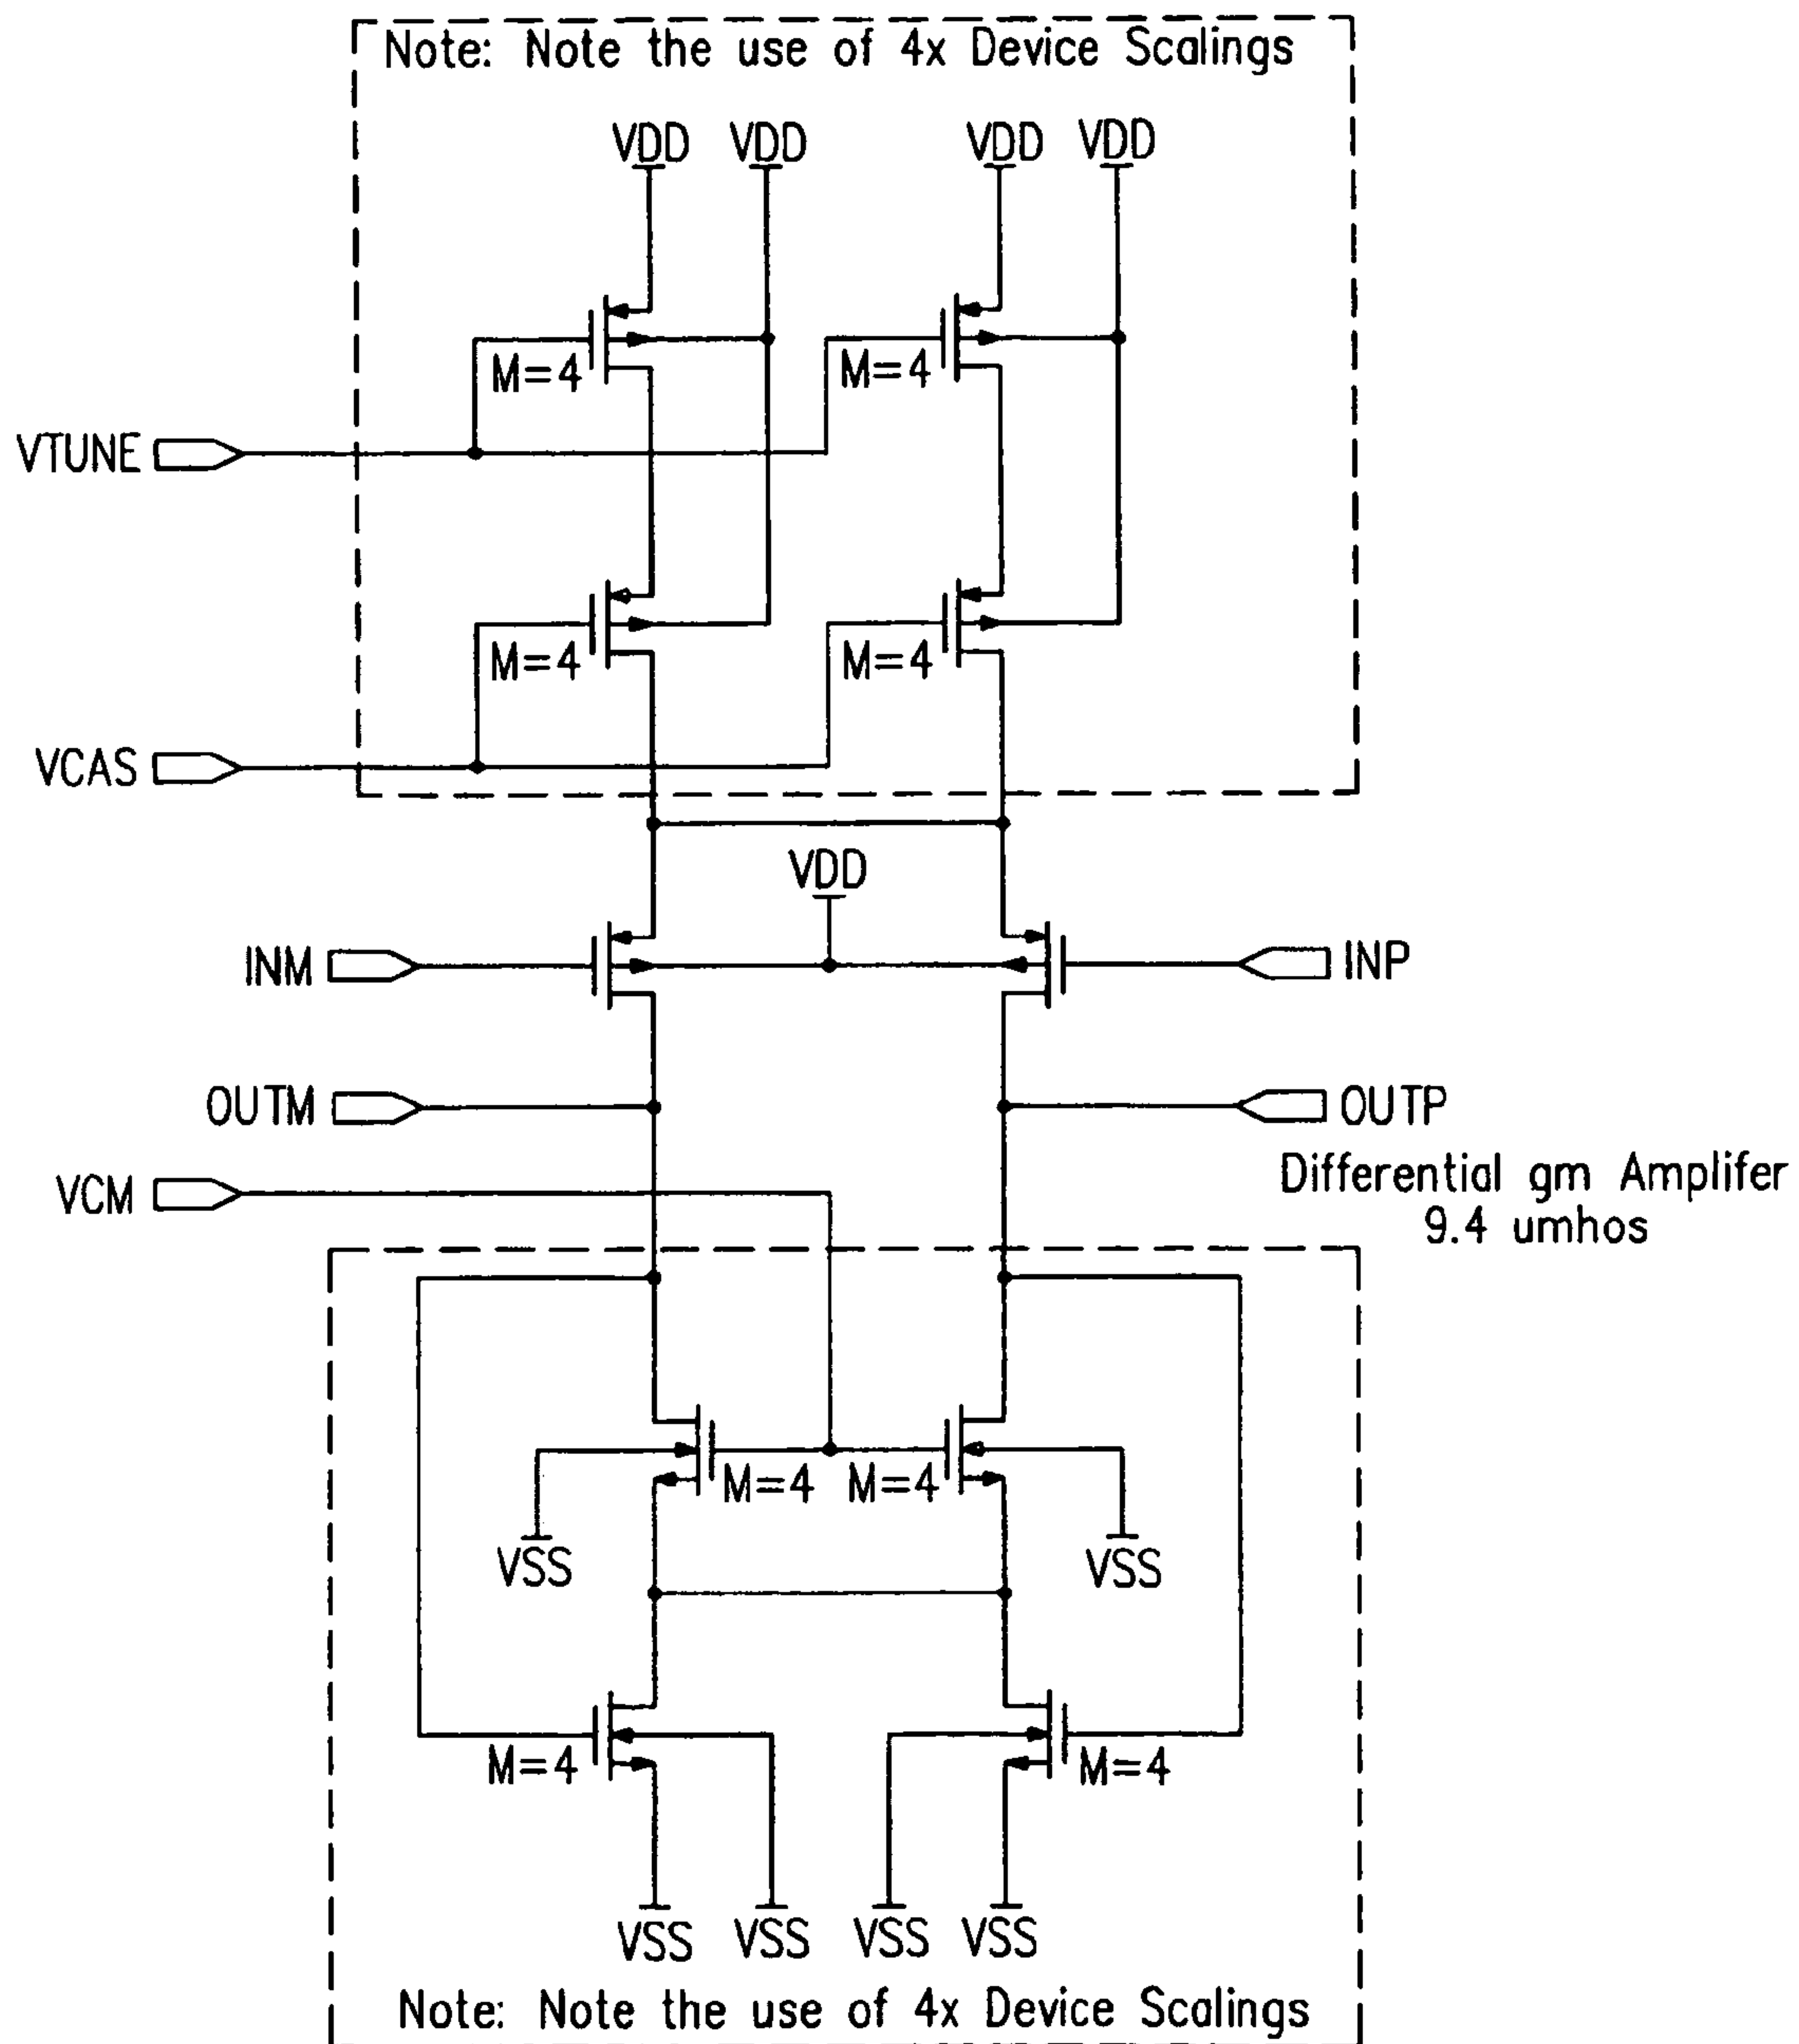 Note: Note the use of 4x Device Scalings
VDD VDD VDD VDD
M=4 M=4
VTUNE
M=4 M=4
VCAS
VDD
INM INP
OUTM OUTP
Differential gm Amplifer
9.4 umhos
VCM
M=4 M=4
VSS VSS
M=4 M=4
VSS VSS VSS VSS
Note: Note the use of 4x Device Scalings